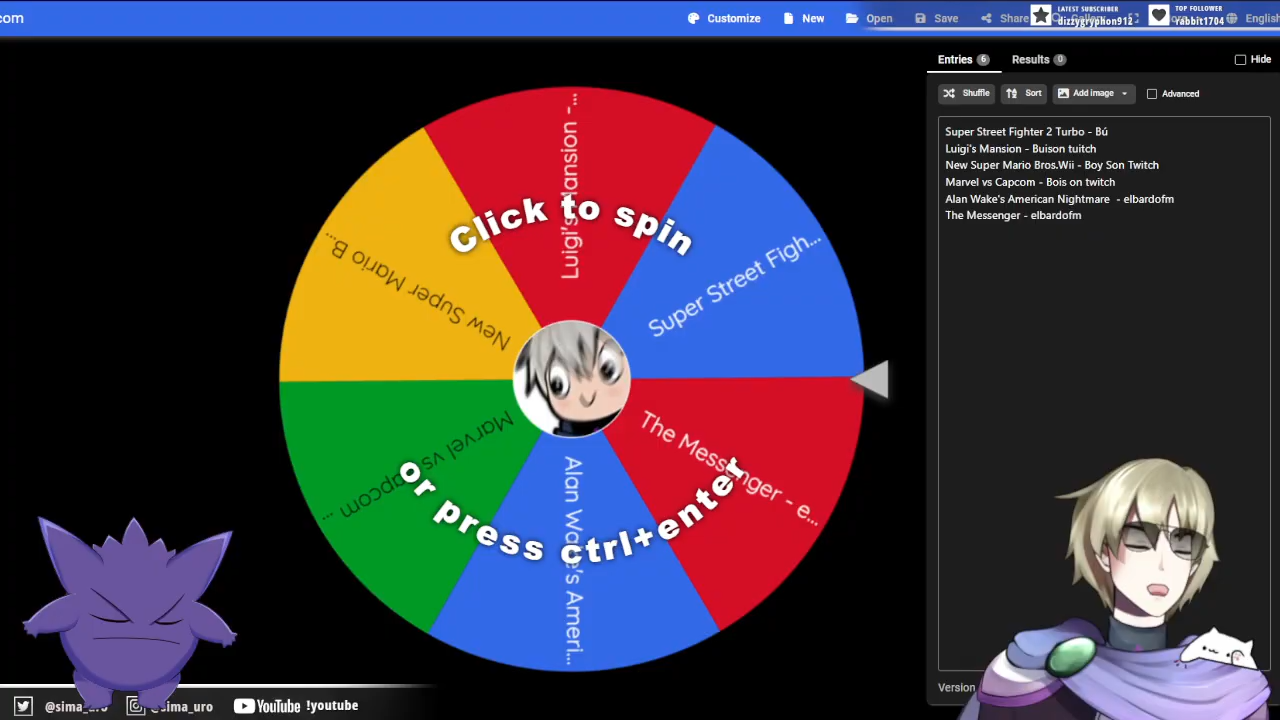 com
Customize
New
Open
Save
Share
LATEST SUBSCRIBER
dizzygryphon912
TOP FOLLOWER
rabbit1704
English
Entries 6
Results 0
Hide
Shuffle
Sort
Add image
Advanced
Super Street Fighter 2 Turbo - Bú
Luigi's Mansion - Buison tuitch
New Super Mario Bros.Wii - Boy Son Twitch
Marvel vs Capcom - Bois on twitch
Alan Wake's American Nightmare - elbardofm
The Messenger - elbardofm
Click to spin
or press ctrl+enter
Luigi's Mansion - ...
Super Street Figh...
New Super Mario B...
Marvel vs Capcom ...
Alan Wake's Ameri...
The Messenger - e...
Version
@sima_uro
@sima_uro
YouTube !youtube